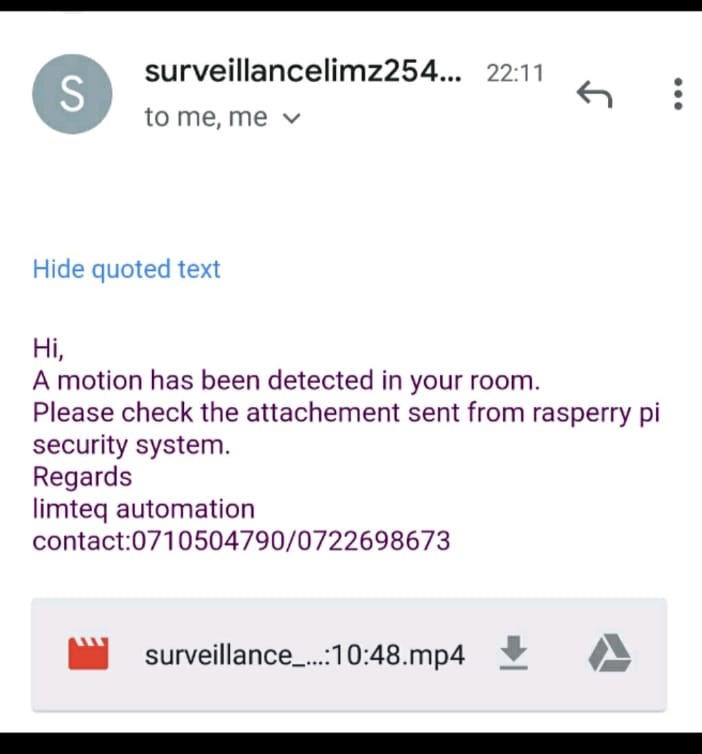 S
surveillancelimz254... 22:11
to me, me
Hide quoted text
Hi,
A motion has been detected in your room.
Please check the attachement sent from rasperry pi
security system.
Regards
limteq automation
contact:0710504790/0722698673
surveillance_...:10:48.mp4